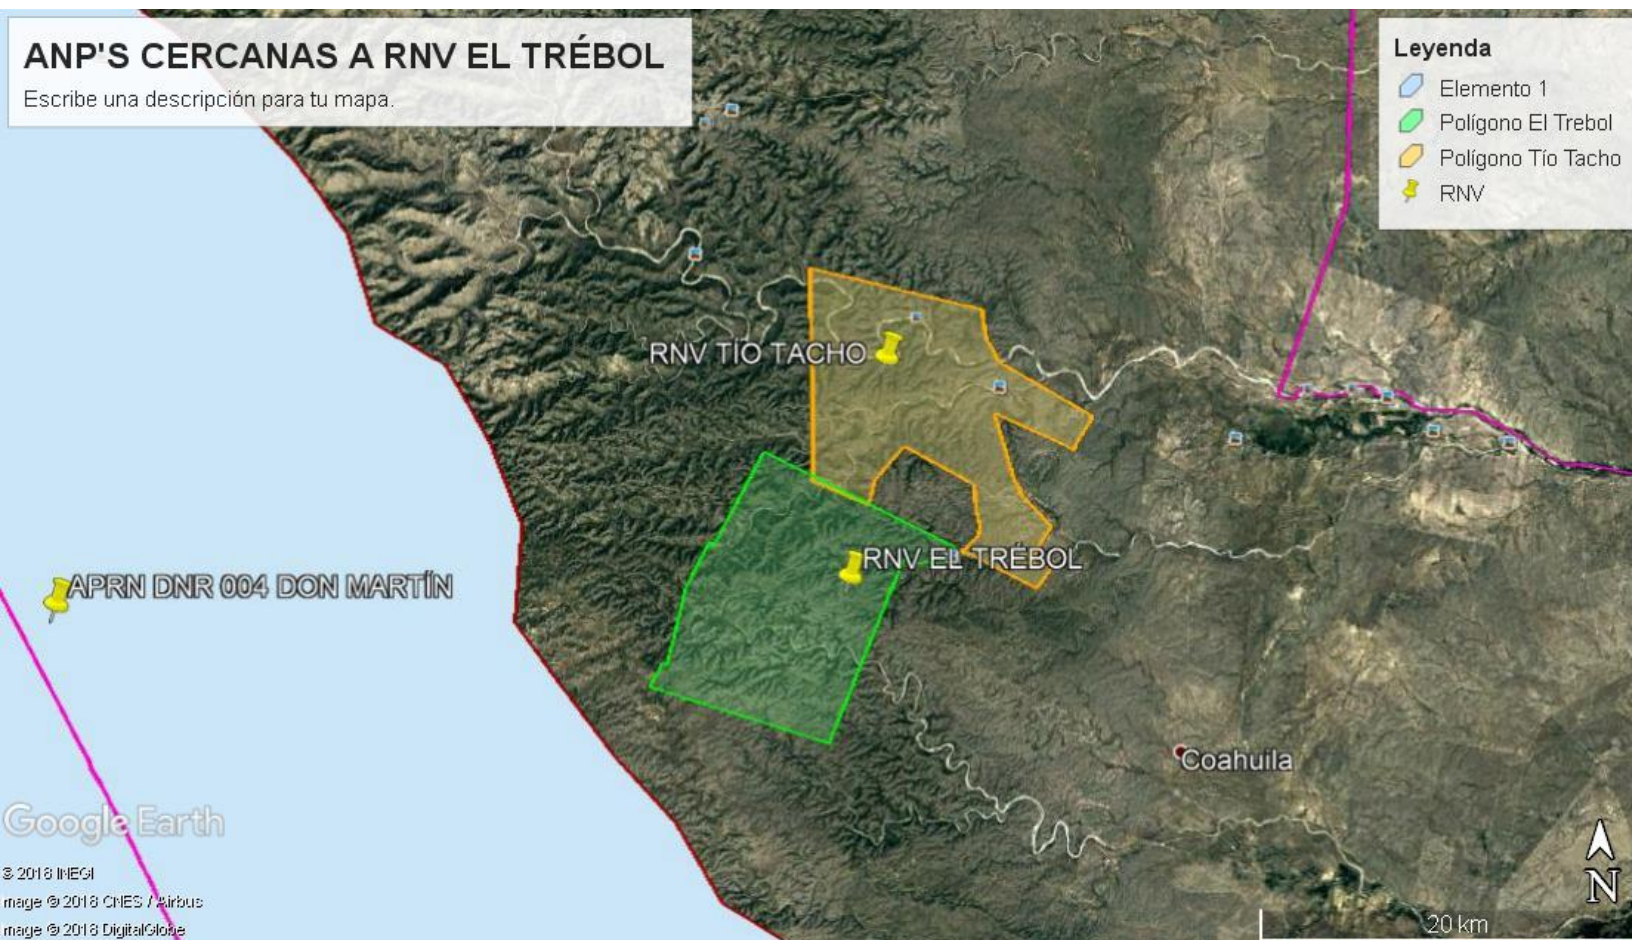 ANP'S CERCANAS A RNV EL TRÉBOL
Escribe una descripción para tu mapa.
Leyenda
Elemento 1
Polígono El Trebol
Polígono Tío Tacho
RNV
RNV TÍO TACHO
RNV EL TRÉBOL
APRN DNR 004 DON MARTÍN
Coahuila
Google Earth
© 2018 INEGI
mage © 2018 CNES / Airbus
mage © 2018 DigitalGlobe
N
20 km